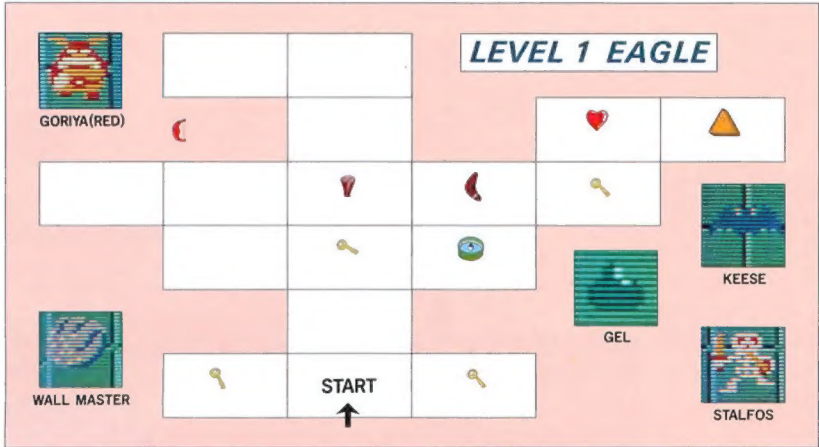 LEVEL 1 EAGLE
GORIYA(RED)
KEESE
GEL
WALL MASTER
START
STALFOS